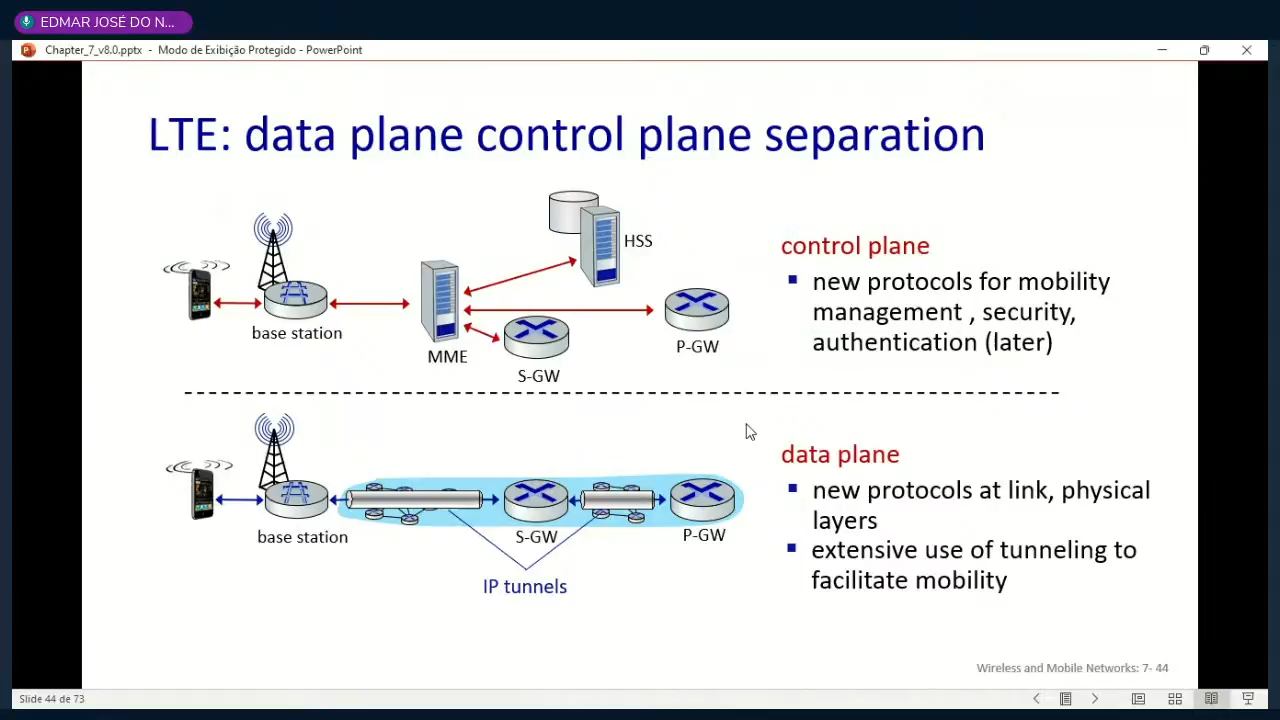 EDMAR JOSÉ DO N...
Chapter_7_v8.0.pptx - Modo de Exibição Protegido - PowerPoint
LTE: data plane control plane separation
HSS
base station
MME
S-GW
P-GW
control plane
new protocols for mobility
management , security,
authentication (later)
base station
S-GW
P-GW
IP tunnels
data plane
new protocols at link, physical
layers
extensive use of tunneling to
facilitate mobility
Wireless and Mobile Networks: 7- 44
Slide 44 de 73